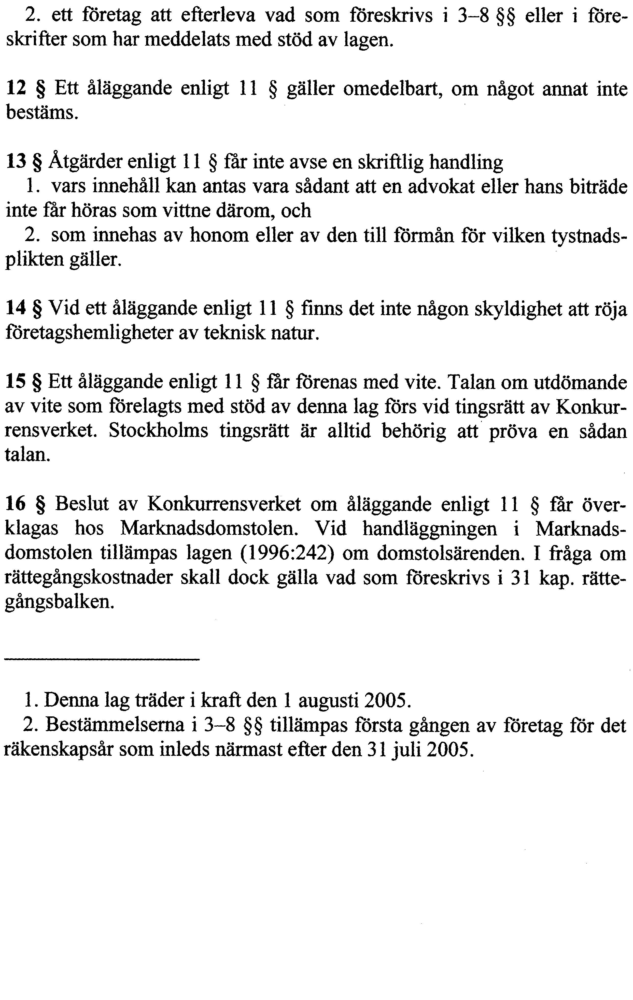 2. ett företag att efterleva vad som föreskrivs i 3–8 §§ eller i före-
skrifter som har meddelats med stöd av lagen.
12 § Ett åläggande enligt 11 § gäller omedelbart, om något annat inte
bestäms.
13 § Åtgärder enligt 11 § får inte avse en skriftlig handling
1. vars innehåll kan antas vara sådant att en advokat eller hans biträde
inte får höras som vittne därom, och
2. som innehas av honom eller av den till förmån för vilken tystnads-
plikten gäller.
14 § Vid ett åläggande enligt 11 § finns det inte någon skyldighet att röja
företagshemligheter av teknisk natur.
15 § Ett åläggande enligt 11 § får förenas med vite. Talan om utdömande
av vite som förelagts med stöd av denna lag förs vid tingsrätt av Konkur-
rensverket. Stockholms tingsrätt är alltid behörig att pröva en sådan
talan.
16 § Beslut av Konkurrensverket om åläggande enligt 11 § får över-
klagas hos Marknadsdomstolen. Vid handläggningen i Marknads-
domstolen tillämpas lagen (1996:242) om domstolsärenden. I fråga om
rättegångskostnader skall dock gälla vad som föreskrivs i 31 kap. rätte-
gångsbalken.
1. Denna lag träder i kraft den 1 augusti 2005.
2. Bestämmelserna i 3–8 §§ tillämpas första gången av företag för det
räkenskapsår som inleds närmast efter den 31 juli 2005.